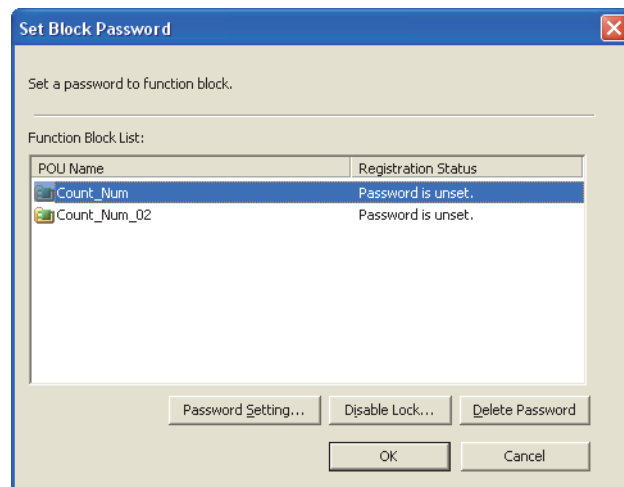 Set Block Password
Set a password to function block.
Function Block List:
POU Name Registration Status
Count_Num Password is unset.
Count_Num_02 Password is unset.
Password Setting... Disable Lock... Delete Password
OK Cancel